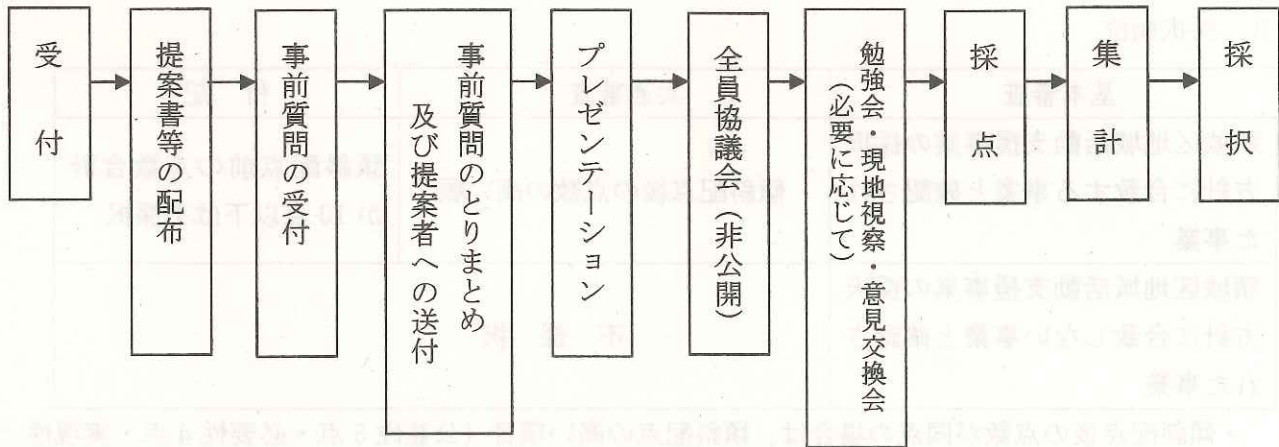 受付
提案書等の配布
事前質問の受付
事前質問のとりまとめ
及び提案者への送付
プレゼンテーション
全員協議会（非公開）
勉強会・現地視察・意見交換会
（必要に応じて）
採点
集計
採択